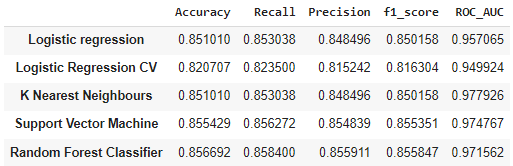 Accuracy Recall Precision f1_score ROC_AUC
Logistic regression 0.851010 0.853038 0.848496 0.850158 0.957065
Logistic Regression CV 0.820707 0.823500 0.815242 0.816304 0.949924
K Nearest Neighbours 0.851010 0.853038 0.848496 0.850158 0.977926
Support Vector Machine 0.855429 0.856272 0.854839 0.855351 0.974767
Random Forest Classifier 0.856692 0.858400 0.855911 0.855847 0.971562